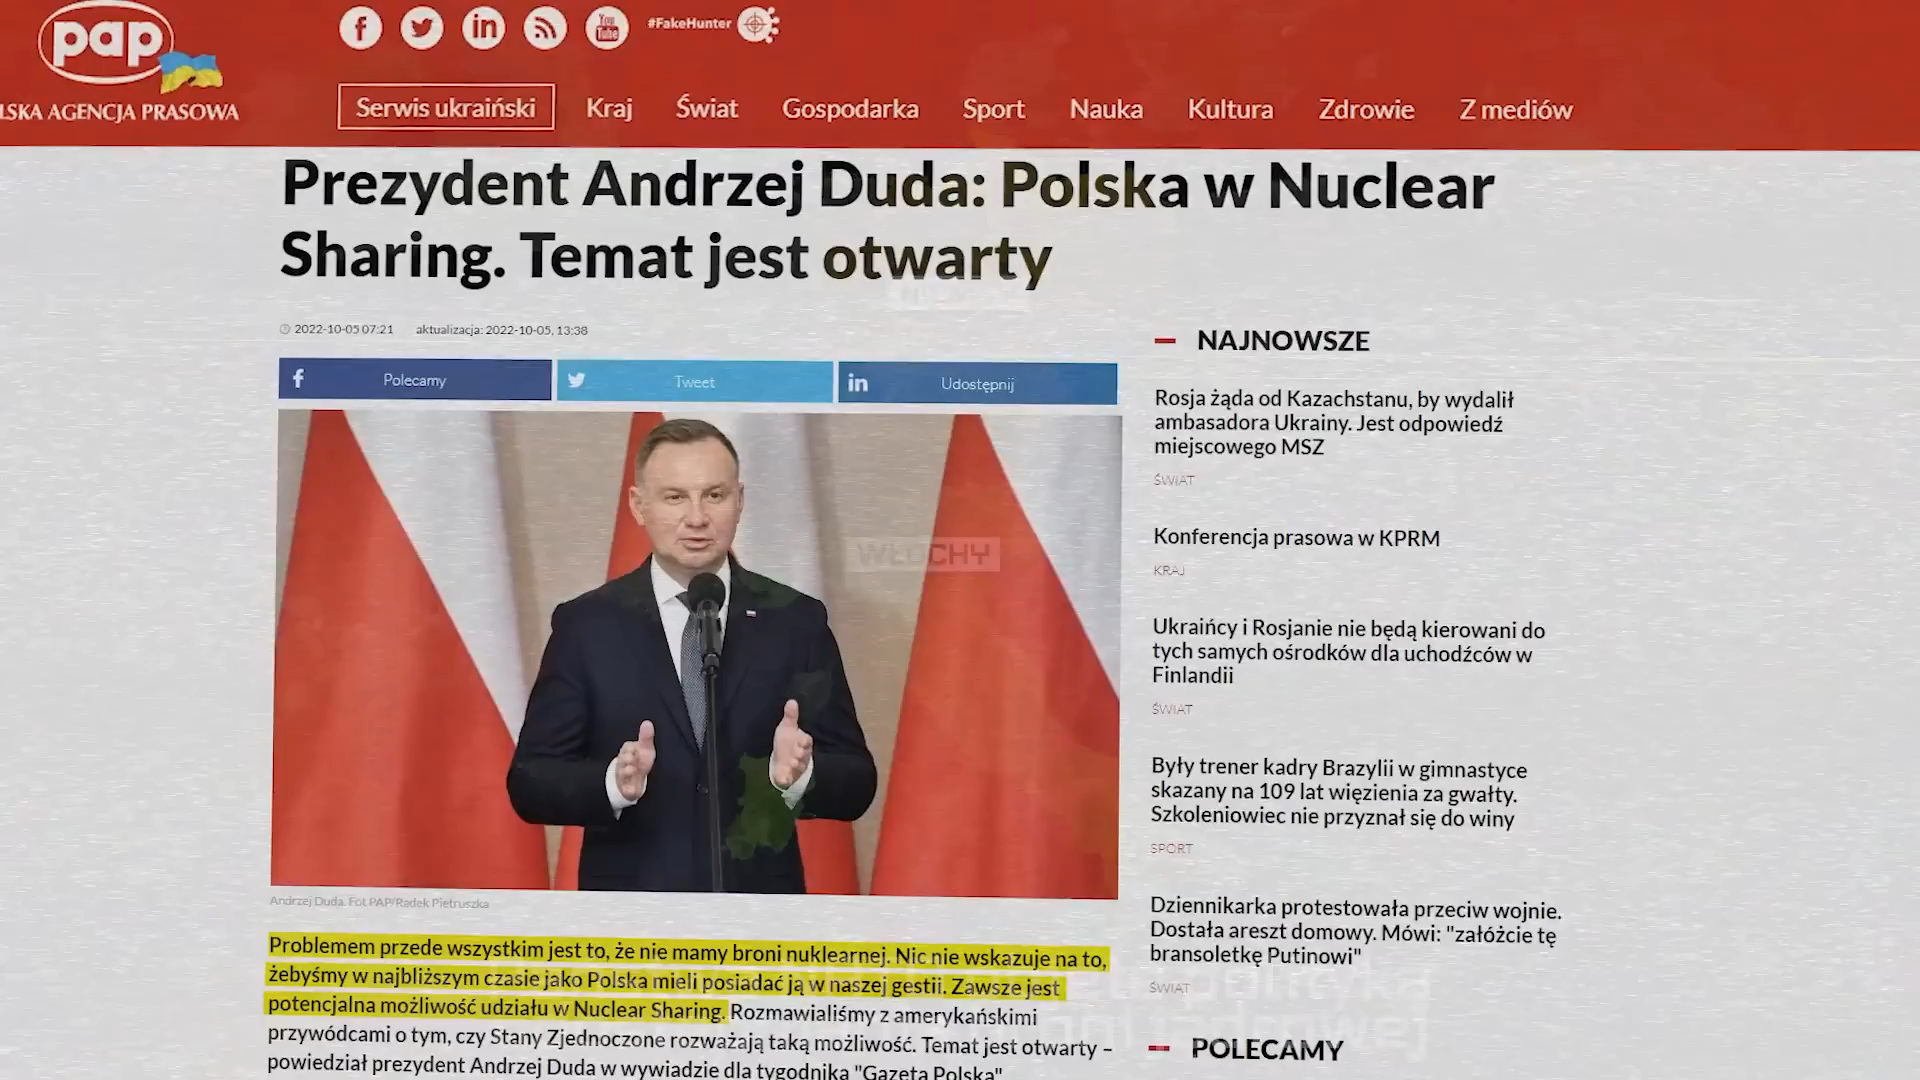 pap
LSKA AGENCJA PRASOWA
#FakeHunter
You Tube
Serwis ukraiński Kraj Świat Gospodarka Sport Nauka Kultura Zdrowie Z mediów
Prezydent Andrzej Duda: Polska w Nuclear
Sharing. Temat jest otwarty
2022-10-05 07:21 aktualizacja: 2022-10-05, 13:38
Polecamy Tweet Udostępnij
WŁOCHY
Andrzej Duda. Fot PAP/Radek Pietruszka
Problemem przede wszystkim jest to, że nie mamy broni nuklearnej. Nic nie wskazuje na to,
żebyśmy w najbliższym czasie jako Polska mieli posiadać ją w naszej gestii. Zawsze jest
potencjalna możliwość udziału w Nuclear Sharing. Rozmawialiśmy z amerykańskimi
przywódcami o tym, czy Stany Zjednoczone rozważają taką możliwość. Temat jest otwarty –
powiedział prezydent Andrzej Duda w wywiadzie dla tygodnika "Gazeta Polska"
NAJNOWSZE
Rosja żąda od Kazachstanu, by wydalił
ambasadora Ukrainy. Jest odpowiedź
miejscowego MSZ
ŚWIAT
Konferencja prasowa w KPRM
KRAJ
Ukraińcy i Rosjanie nie będą kierowani do
tych samych ośrodków dla uchodźców w
Finlandii
ŚWIAT
Były trener kadry Brazylii w gimnastyce
skazany na 109 lat więzienia za gwałty.
Szkoleniowiec nie przyznał się do winy
SPORT
Dziennikarka protestowała przeciw wojnie.
Dostała areszt domowy. Mówi: "załóżcie tę
bransoletkę Putinowi"
ŚWIAT
POLECAMY